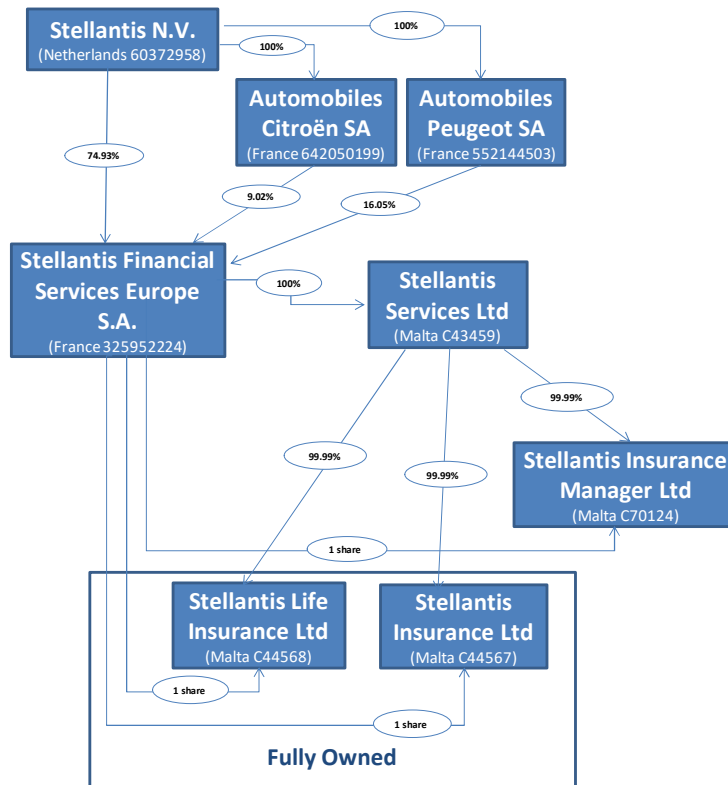 Stellantis N.V.
(Netherlands 60372958)
100%
100%
Automobiles
Citroën SA
(France 642050199)
Automobiles
Peugeot SA
(France 552144503)
74.93%
9.02%
16.05%
Stellantis Financial
Services Europe
S.A.
(France 325952224)
100%
Stellantis
Services Ltd
(Malta C43459)
99.99%
99.99%
99.99%
Stellantis Insurance
Manager Ltd
(Malta C70124)
1 share
Stellantis Life
Insurance Ltd
(Malta C44568)
Stellantis
Insurance Ltd
(Malta C44567)
1 share
1 share
Fully Owned